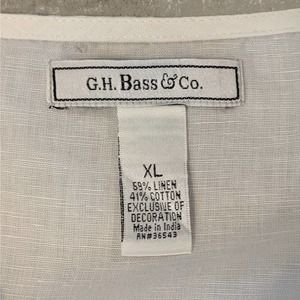 G.H. Bass & Co.
XL
59% LINEN
41% COTTON
EXCLUSIVE OF
DECORATION
Made in India
RN#36543